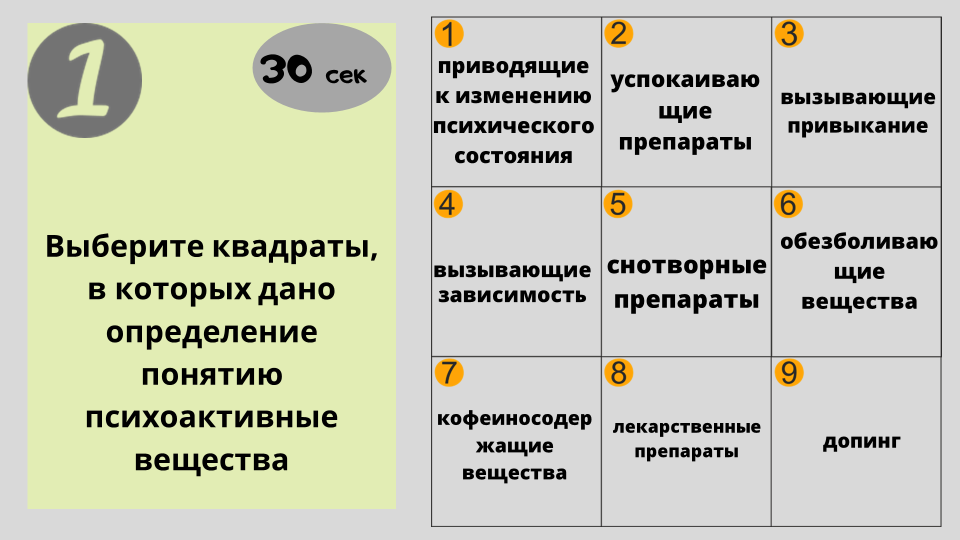 1
30 сек
Выберите квадраты,
в которых дано
определение
понятию
психоактивные
вещества
1
приводящие
к изменению
психического
состояния
2
успокаиваю
щие
препараты
3
вызывающие
привыкание
4
вызывающие
зависимость
5
снотворные
препараты
6
обезболиваю
щие
вещества
7
кофеиносодер
жащие
вещества
8
лекарственные
препараты
9
допинг